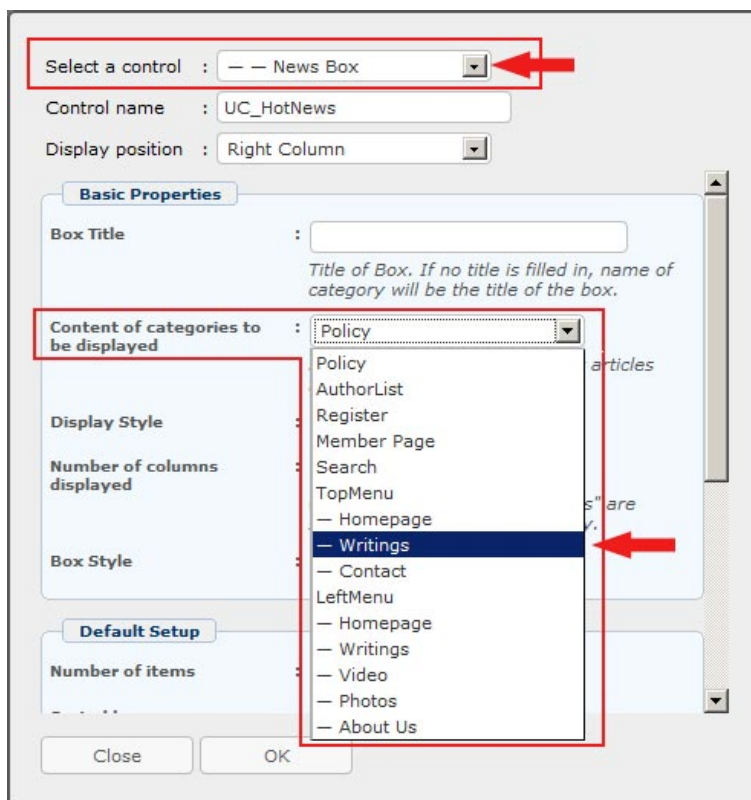 Select a control : — — News Box
Control name : UC_HotNews
Display position : Right Column
Basic Properties
Box Title :
Title of Box. If no title is filled in, name of
category will be the title of the box.
Content of categories to : Policy
be displayed
Policy
articles
AuthorList
Register
Display Style :
Member Page
Number of columns :
Search
displayed
TopMenu
s" are
— Homepage
— Writings
Box Style :
— Contact
LeftMenu
— Homepage
Default Setup
— Writings
Number of items :
— Video
— Photos
— About Us
Close
OK